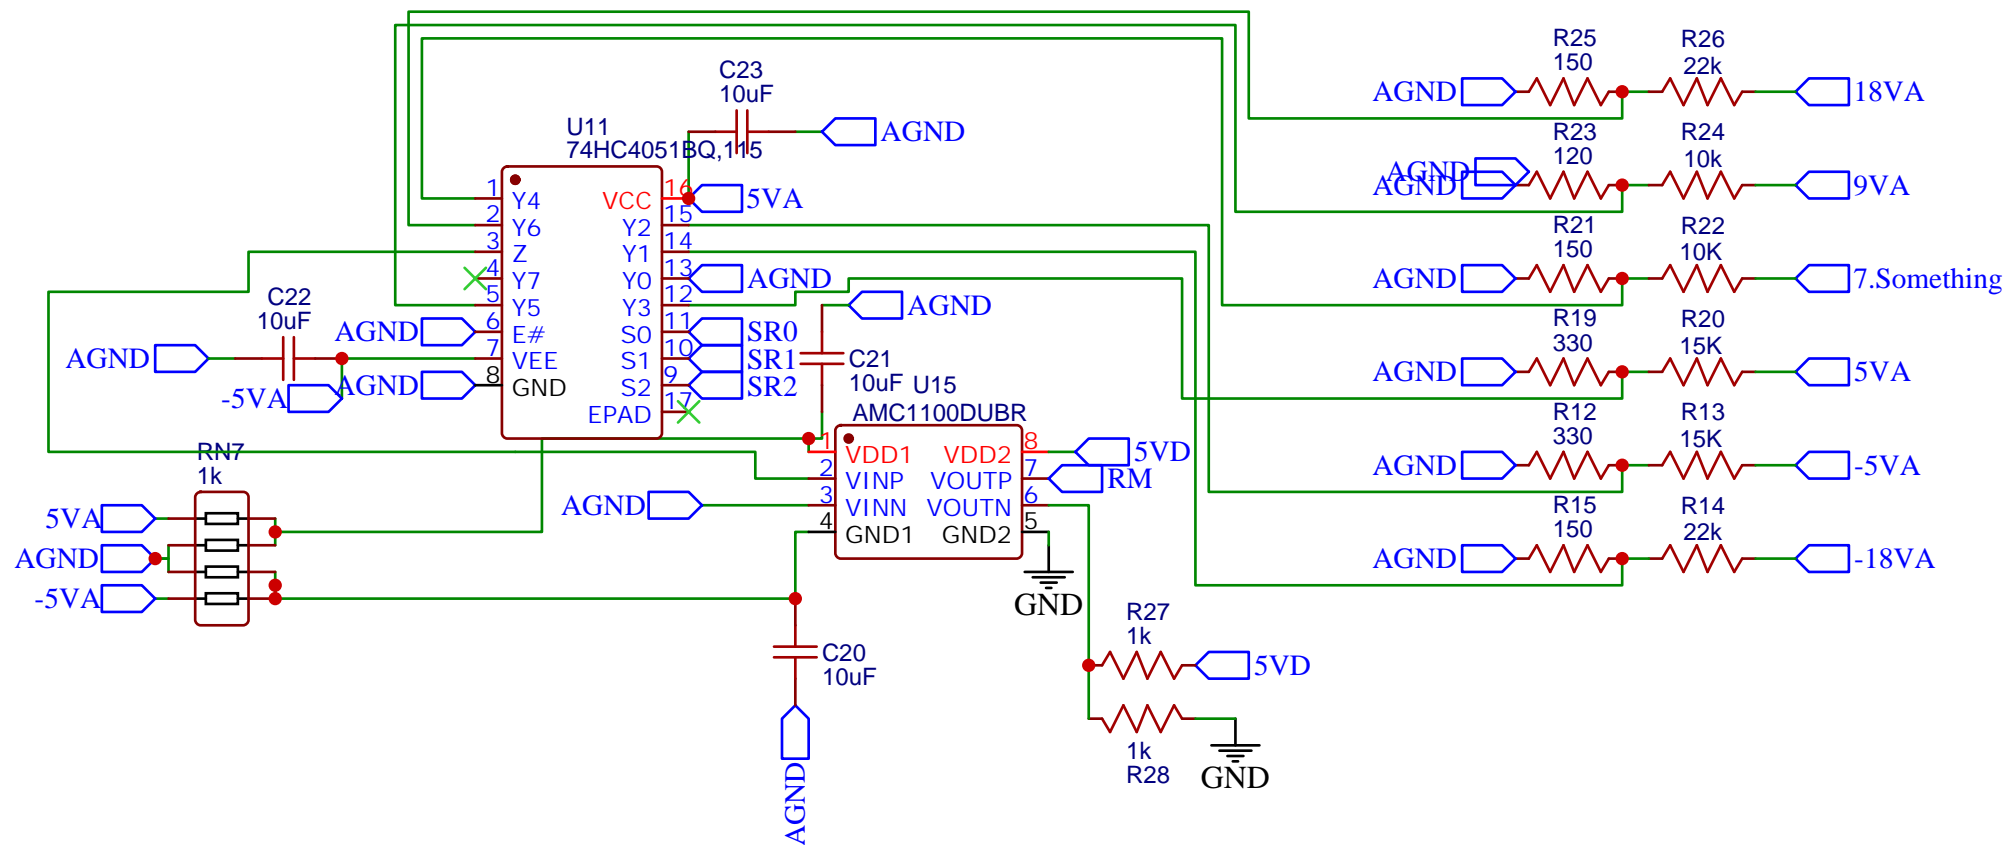 C23
10uF
AGND
U11
74HC4051BQ,115
1
Y4
2
Y6
3
Z
4
Y7
5
Y5
6
E#
7
VEE
8
GND
VCC
16
5VA
Y2
15
Y1
14
Y0
13
AGND
Y3
12
S0
11
SR0
S1
10
SR1
S2
9
SR2
EPAD
17
C22
10uF
AGND
-5VA
AGND
AGND
AGND
C21
10uF
U15
AMC1100DUBR
1
VDD1
2
VINP
3
VINN
4
GND1
VDD2
8
5VD
VOUTP
7
RM
VOUTN
6
GND2
5
GND
AGND
RN7
1k
5VA
AGND
-5VA
C20
10uF
AGND
R27
1k
5VD
1k
R28
GND
R25
150
R26
22k
AGND
18VA
R23
120
R24
10k
AGND
AGND
9VA
R21
150
R22
10K
AGND
7.Something
R19
330
R20
15K
AGND
5VA
R12
330
R13
15K
AGND
-5VA
R15
150
R14
22k
AGND
-18VA